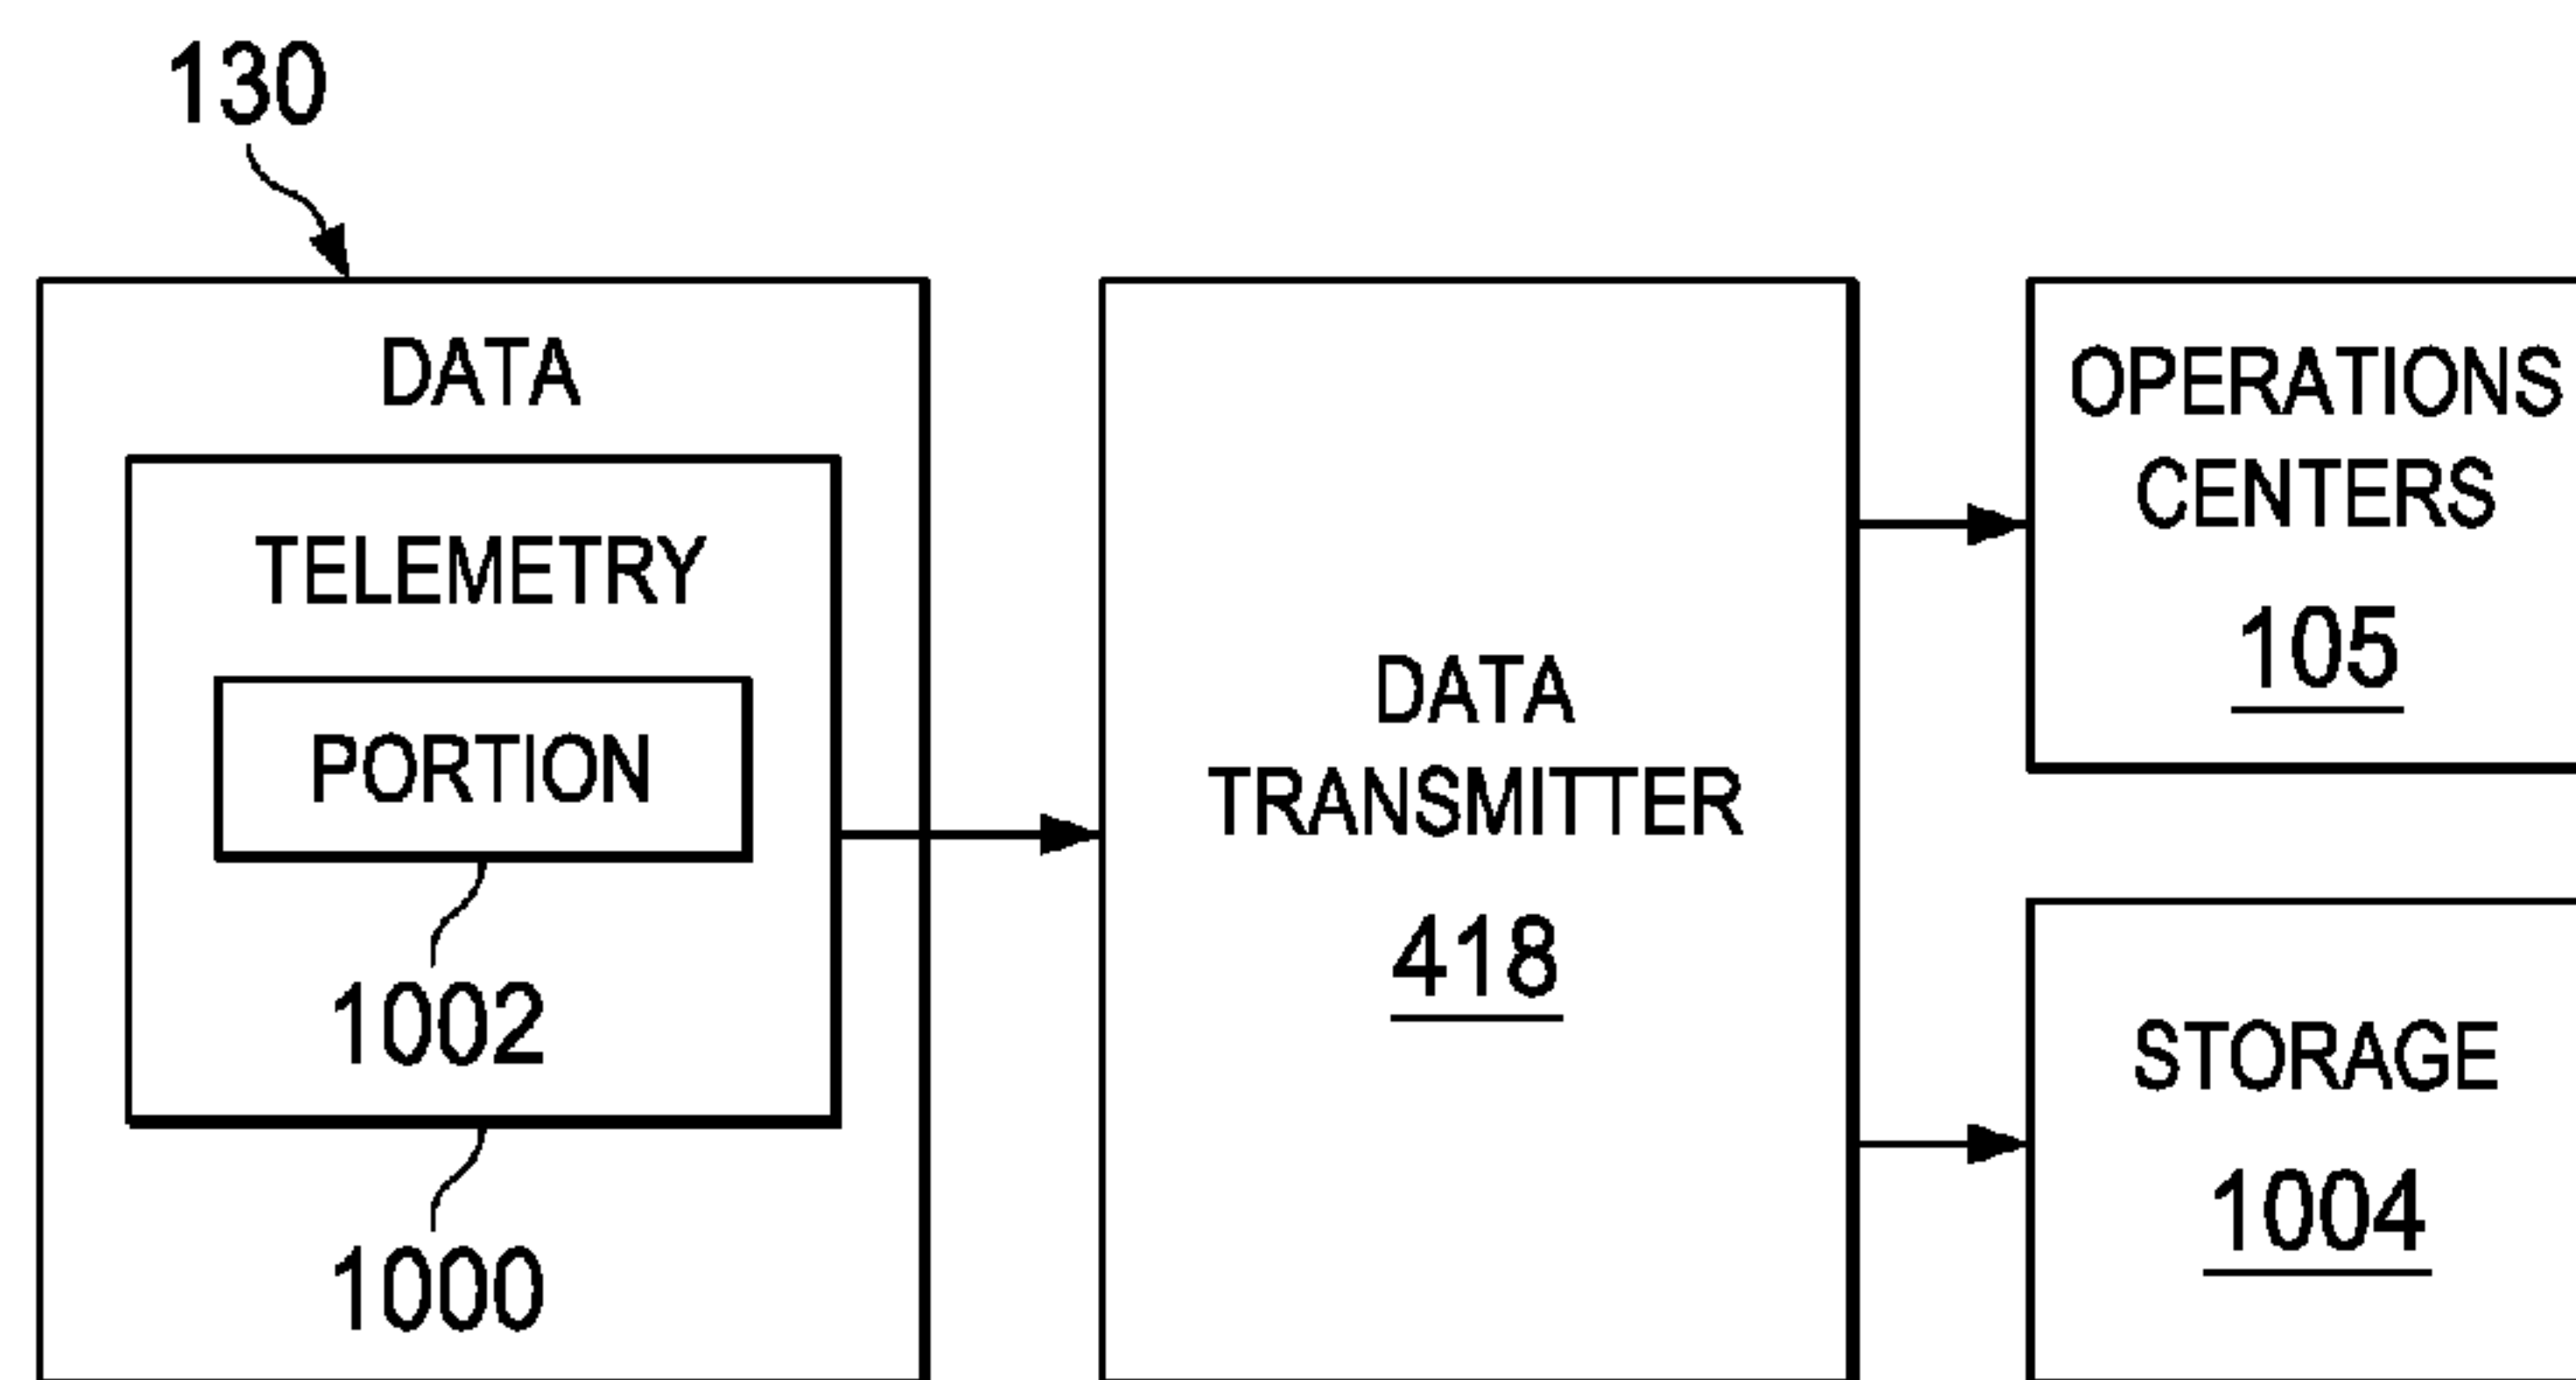 130
DATA
TELEMETRY
PORTION
1002
1000
DATA
TRANSMITTER
418
OPERATIONS
CENTERS
105
STORAGE
1004